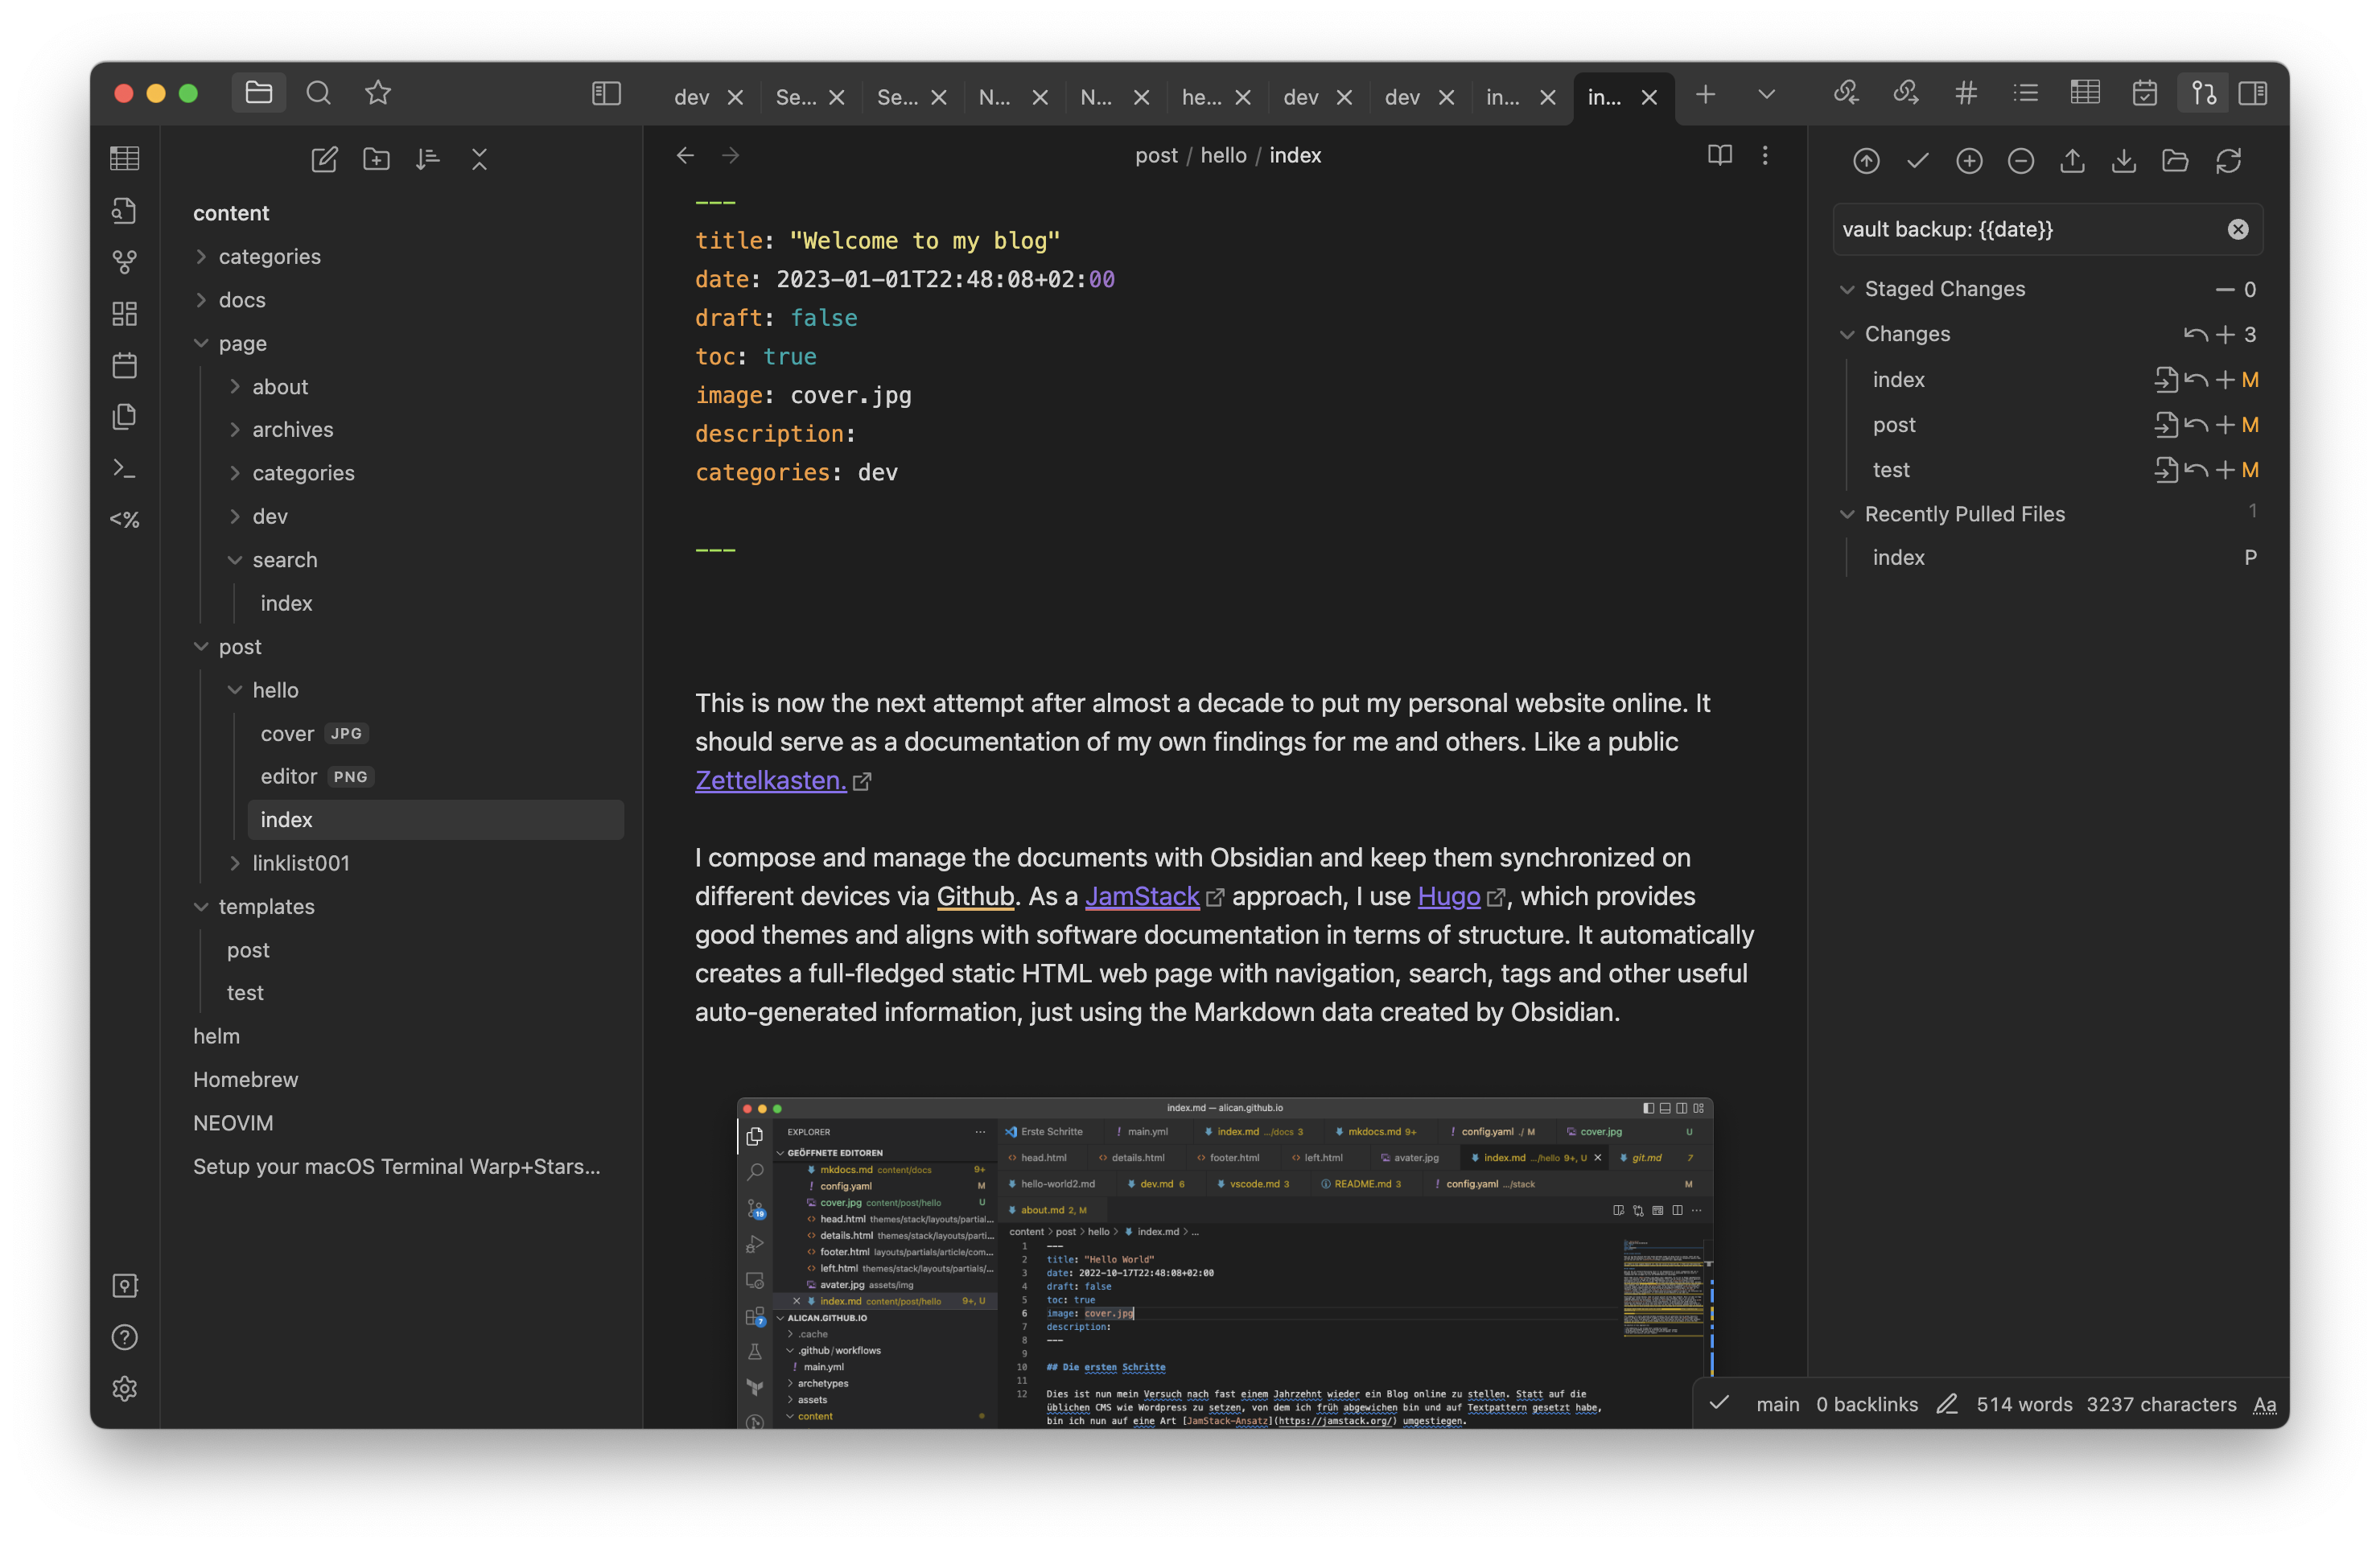 dev
Se...
Se...
N...
N...
he...
dev
dev
in...
in...
<%
content
categories
docs
page
about
archives
categories
dev
search
index
post
hello
cover JPG
editor PNG
index
linklist001
templates
post
test
helm
Homebrew
NEOVIM
Setup your macOS Terminal Warp+Stars...
post / hello / index
---
title: "Welcome to my blog"
date: 2023-01-01T22:48:08+02:00
draft: false
toc: true
image: cover.jpg
description:
categories: dev
---
This is now the next attempt after almost a decade to put my personal website online. It
should serve as a documentation of my own findings for me and others. Like a public
Zettelkasten.
I compose and manage the documents with Obsidian and keep them synchronized on
different devices via Github. As a JamStack approach, I use Hugo, which provides
good themes and aligns with software documentation in terms of structure. It automatically
creates a full-fledged static HTML web page with navigation, search, tags and other useful
auto-generated information, just using the Markdown data created by Obsidian.
index.md — alican.github.io
EXPLORER
GEÖFFNETE EDITOREN
mkdocs.md content/docs 9+
! config.yaml M
cover.jpg content/post/hello U
<> head.html themes/stack/layouts/partial...
<> details.html themes/stack/layouts/parti...
<> footer.html layouts/partials/article/com...
<> left.html themes/stack/layouts/partials/...
avater.jpg assets/img
index.md content/post/hello 9+, U
ALICAN.GITHUB.IO
.cache
.github/workflows
! main.yml
archetypes
assets
content
19
7
Erste Schritte
! main.yml
index.md .../docs 3
mkdocs.md 9+
! config.yaml ./ M
cover.jpg U
<> head.html
<> details.html
<> footer.html
<> left.html
avater.jpg
index.md .../hello 9+, U
git.md 7
hello-world2.md
dev.md 6
vscode.md 3
README.md 3
! config.yaml .../stack M
about.md 2, M
content > post > hello > index.md > ...
1 ---
2 title: "Hello World"
3 date: 2022-10-17T22:48:08+02:00
4 draft: false
5 toc: true
6 image: cover.jpg
7 description:
8 ---
9
10 ## Die ersten Schritte
11
12 Dies ist nun mein Versuch nach fast einem Jahrzehnt wieder ein Blog online zu stellen. Statt auf die
üblichen CMS wie Wordpress zu setzen, von dem ich früh abgewichen bin und auf Textpattern gesetzt habe,
bin ich nun auf eine Art [JamStack-Ansatz](https://jamstack.org/) umgestiegen.
vault backup: {{date}}
Staged Changes 0
Changes 3
index M
post M
test M
Recently Pulled Files 1
index P
main 0 backlinks 514 words 3237 characters Aa